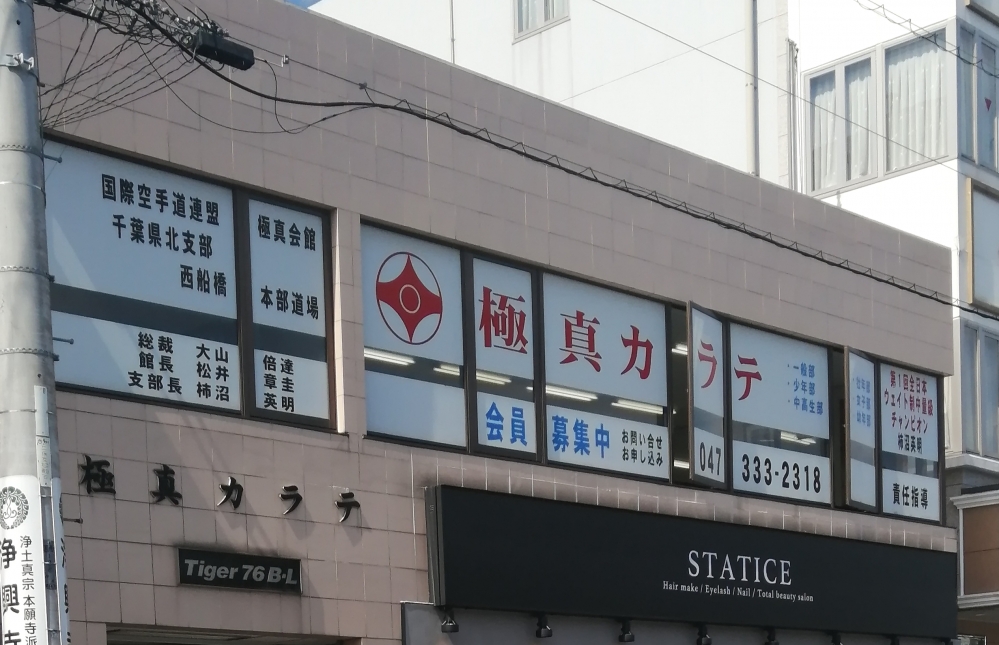 国際空手道連盟
千葉県北支部
西船橋
総裁 大山
館長 松井
支部長 柿沼
極真会館
本部道場
倍達
章圭
英明
極真カラテ
会員募集中
お問い合せ
お申し込み
047 333-2318
・一般部
・少年部
・中高生部
第1回全日本
ウェイト制中重級
チャンピオン
柿沼英明
責任指導
極真カラテ
Tiger 76 B・L
STATICE
Hair make / Eyelash / Nail / Total beauty salon
浄土真宗 本願寺派
浄興寺